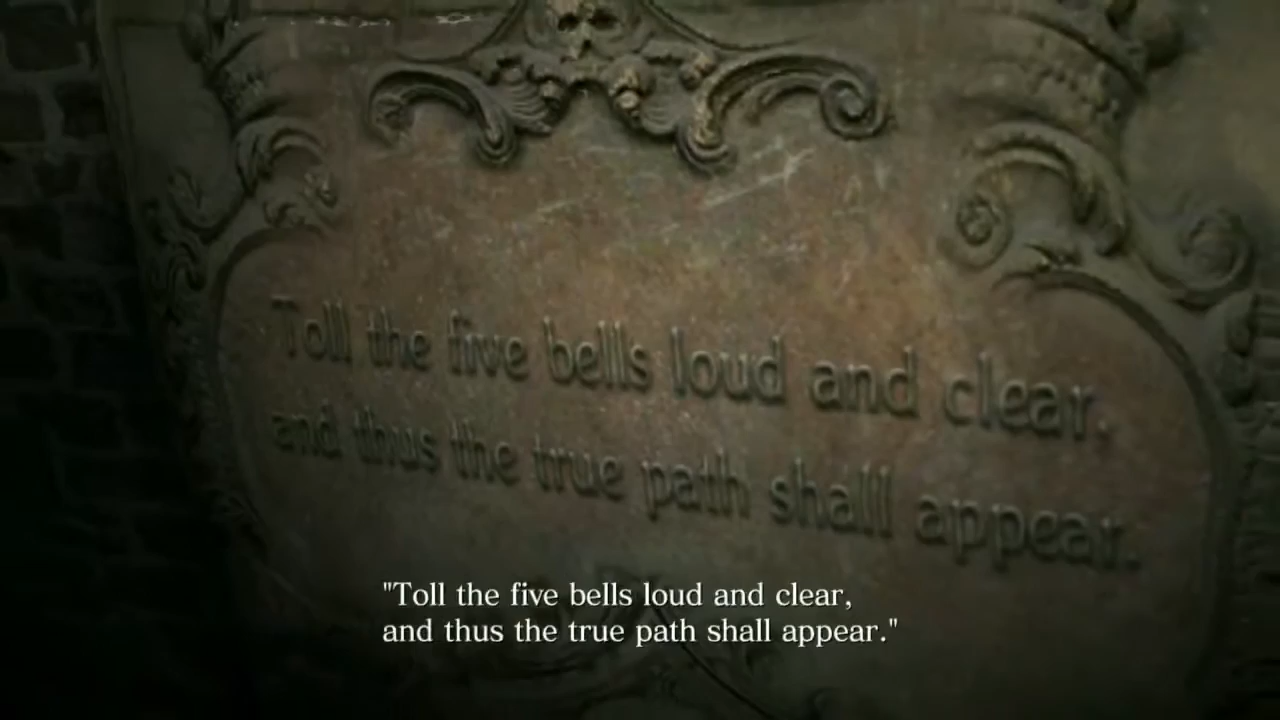 Toll the five bells loud and clear.
and thus the true path shall appear.
"Toll the five bells loud and clear,
and thus the true path shall appear."